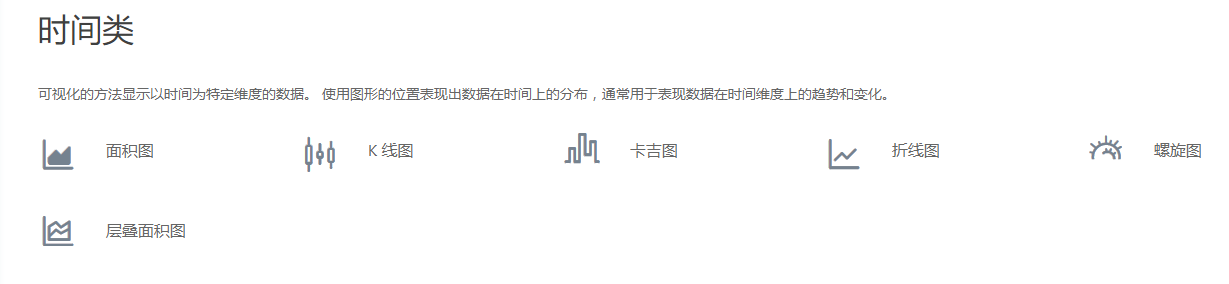 时间类
可视化的方法显示以时间为特定维度的数据。 使用图形的位置表现出数据在时间上的分布，通常用于表现数据在时间维度上的趋势和变化。
面积图 K 线图 卡吉图 折线图 螺旋图
层叠面积图